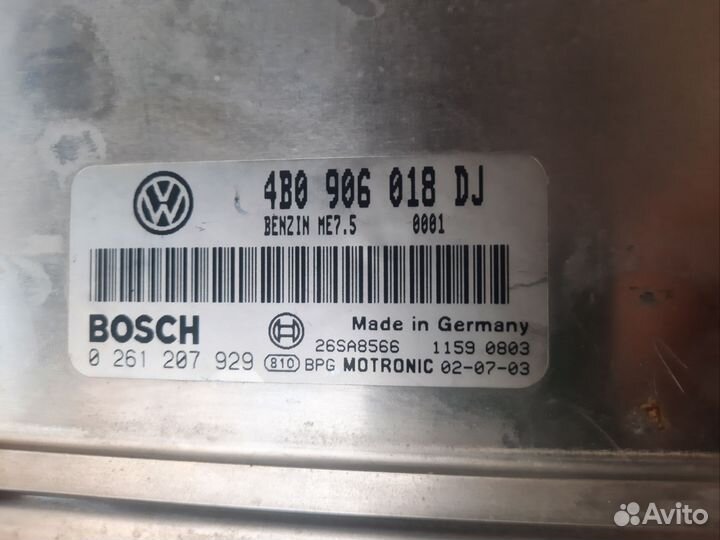 4B0 906 018 DJ
BENZIN ME7.5 0001
BOSCH
Made in Germany
26SA8566 1159 0803
0 261 207 929 810 BPG MOTRONIC 02-07-03
Avito